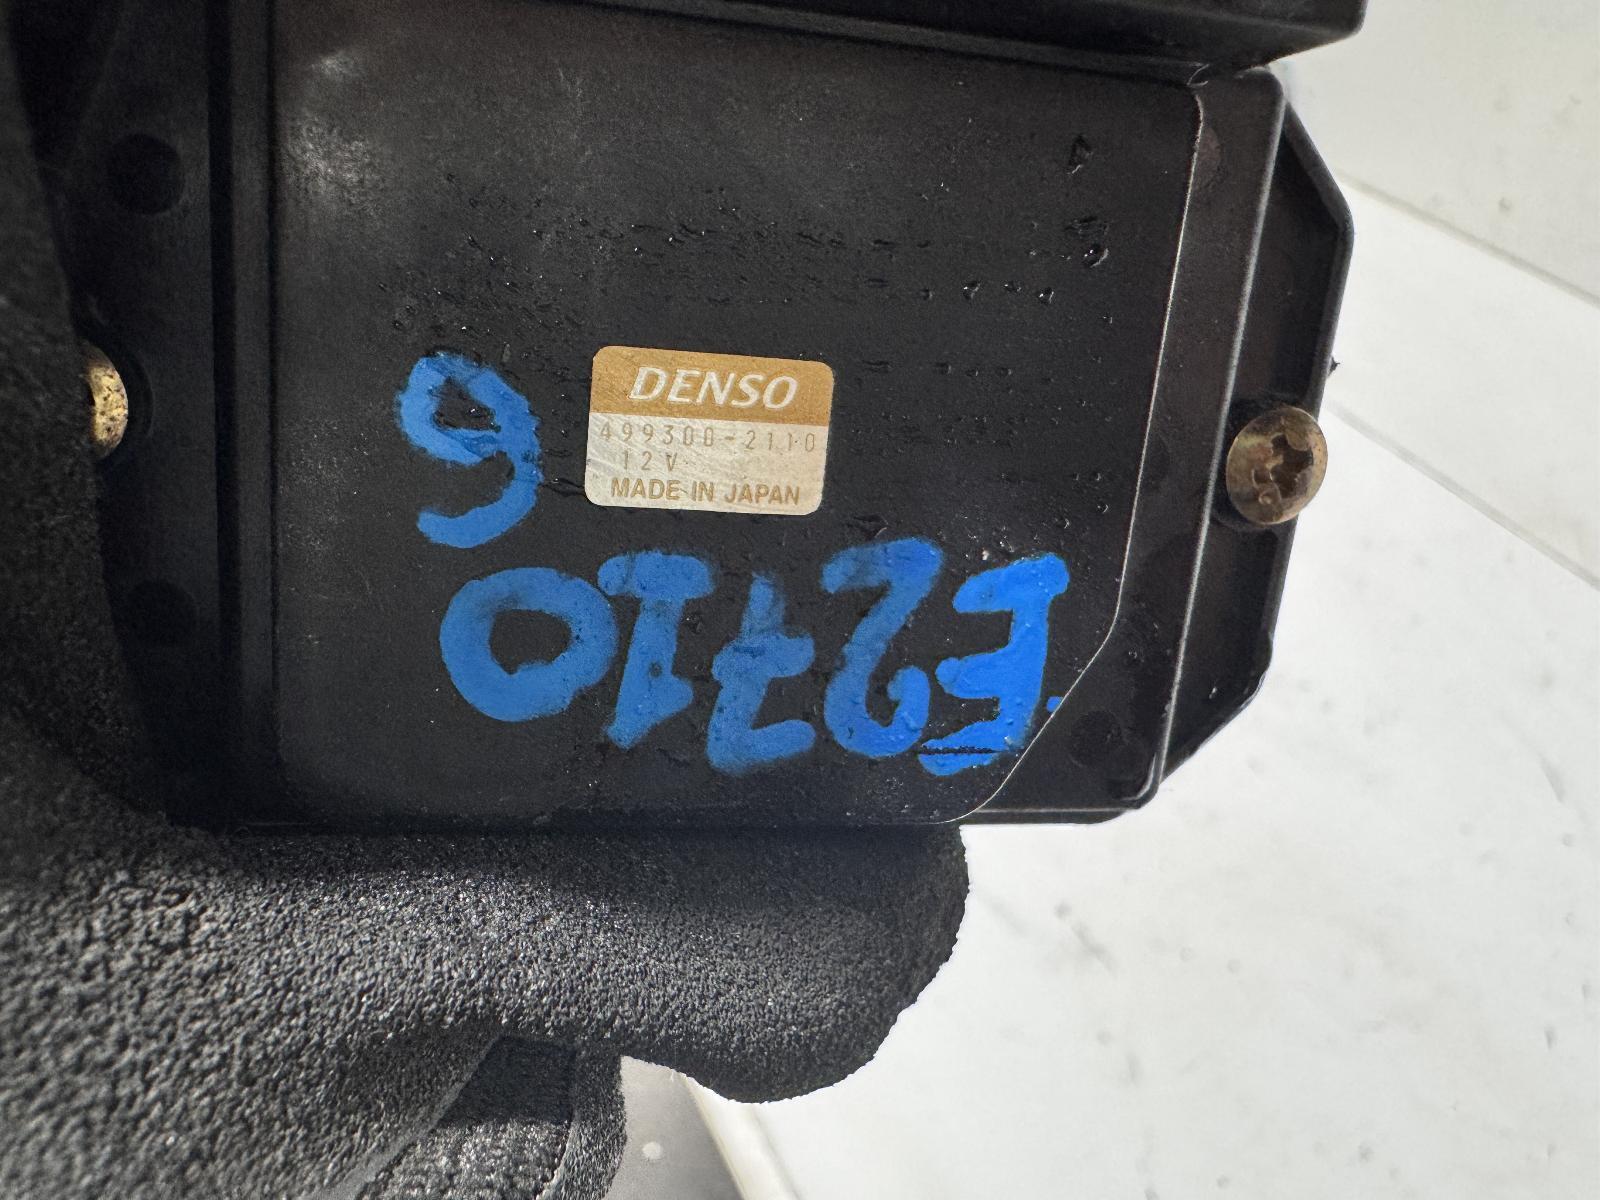 DENSO
499300-2110
12V
MADE IN JAPAN
E2710
6